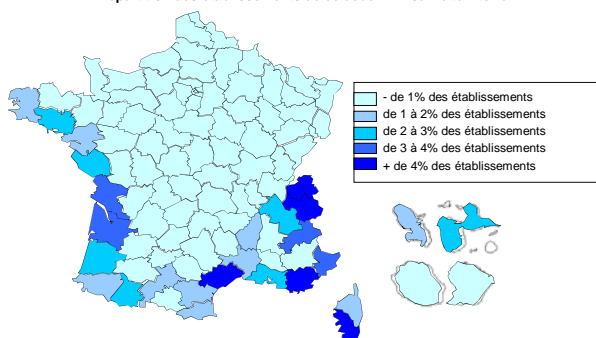 - de 1% des établissements
de 1 à 2% des établissements
de 2 à 3% des établissements
de 3 à 4% des établissements
+ de 4% des établissements